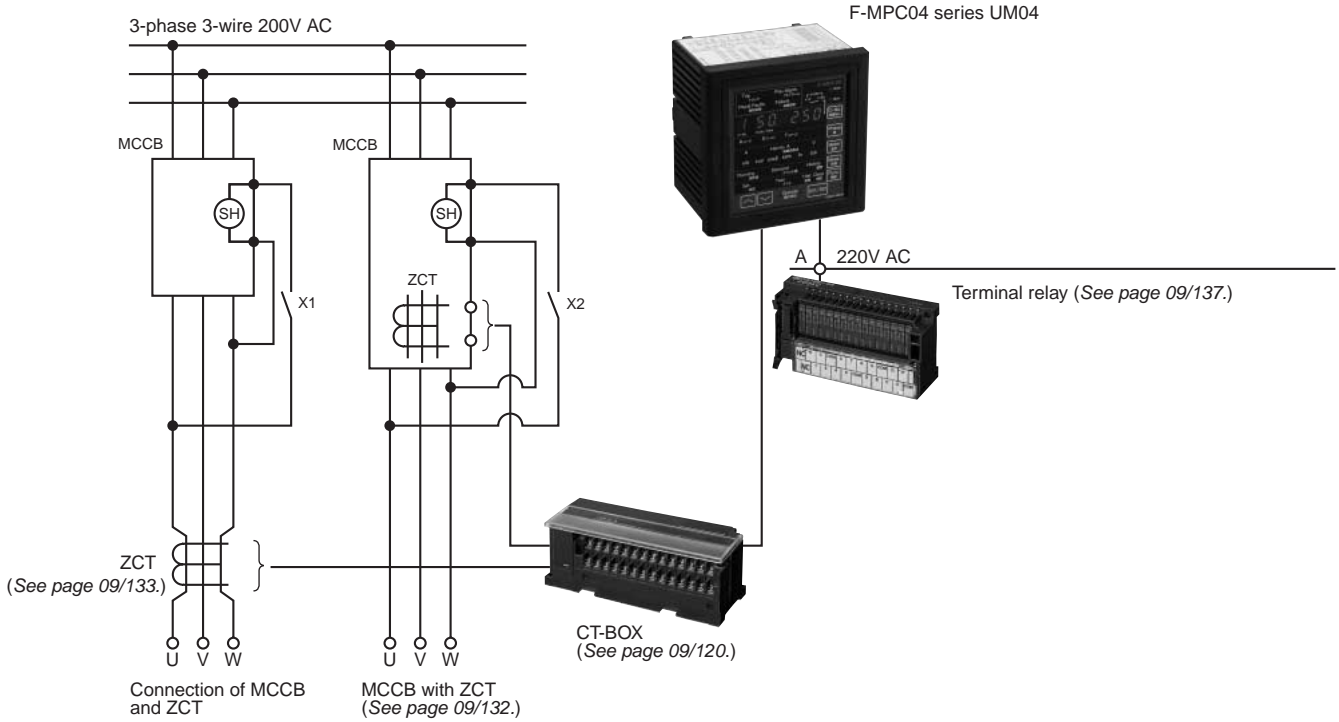 F-MPC04 series UM04
3-phase 3-wire 200V AC
MCCB
MCCB
SH
SH
ZCT
X1
X2
A
220V AC
Terminal relay (See page 09/137.)
ZCT
(See page 09/133.)
CT-BOX
(See page 09/120.)
U V W
U V W
Connection of MCCB
and ZCT
MCCB with ZCT
(See page 09/132.)